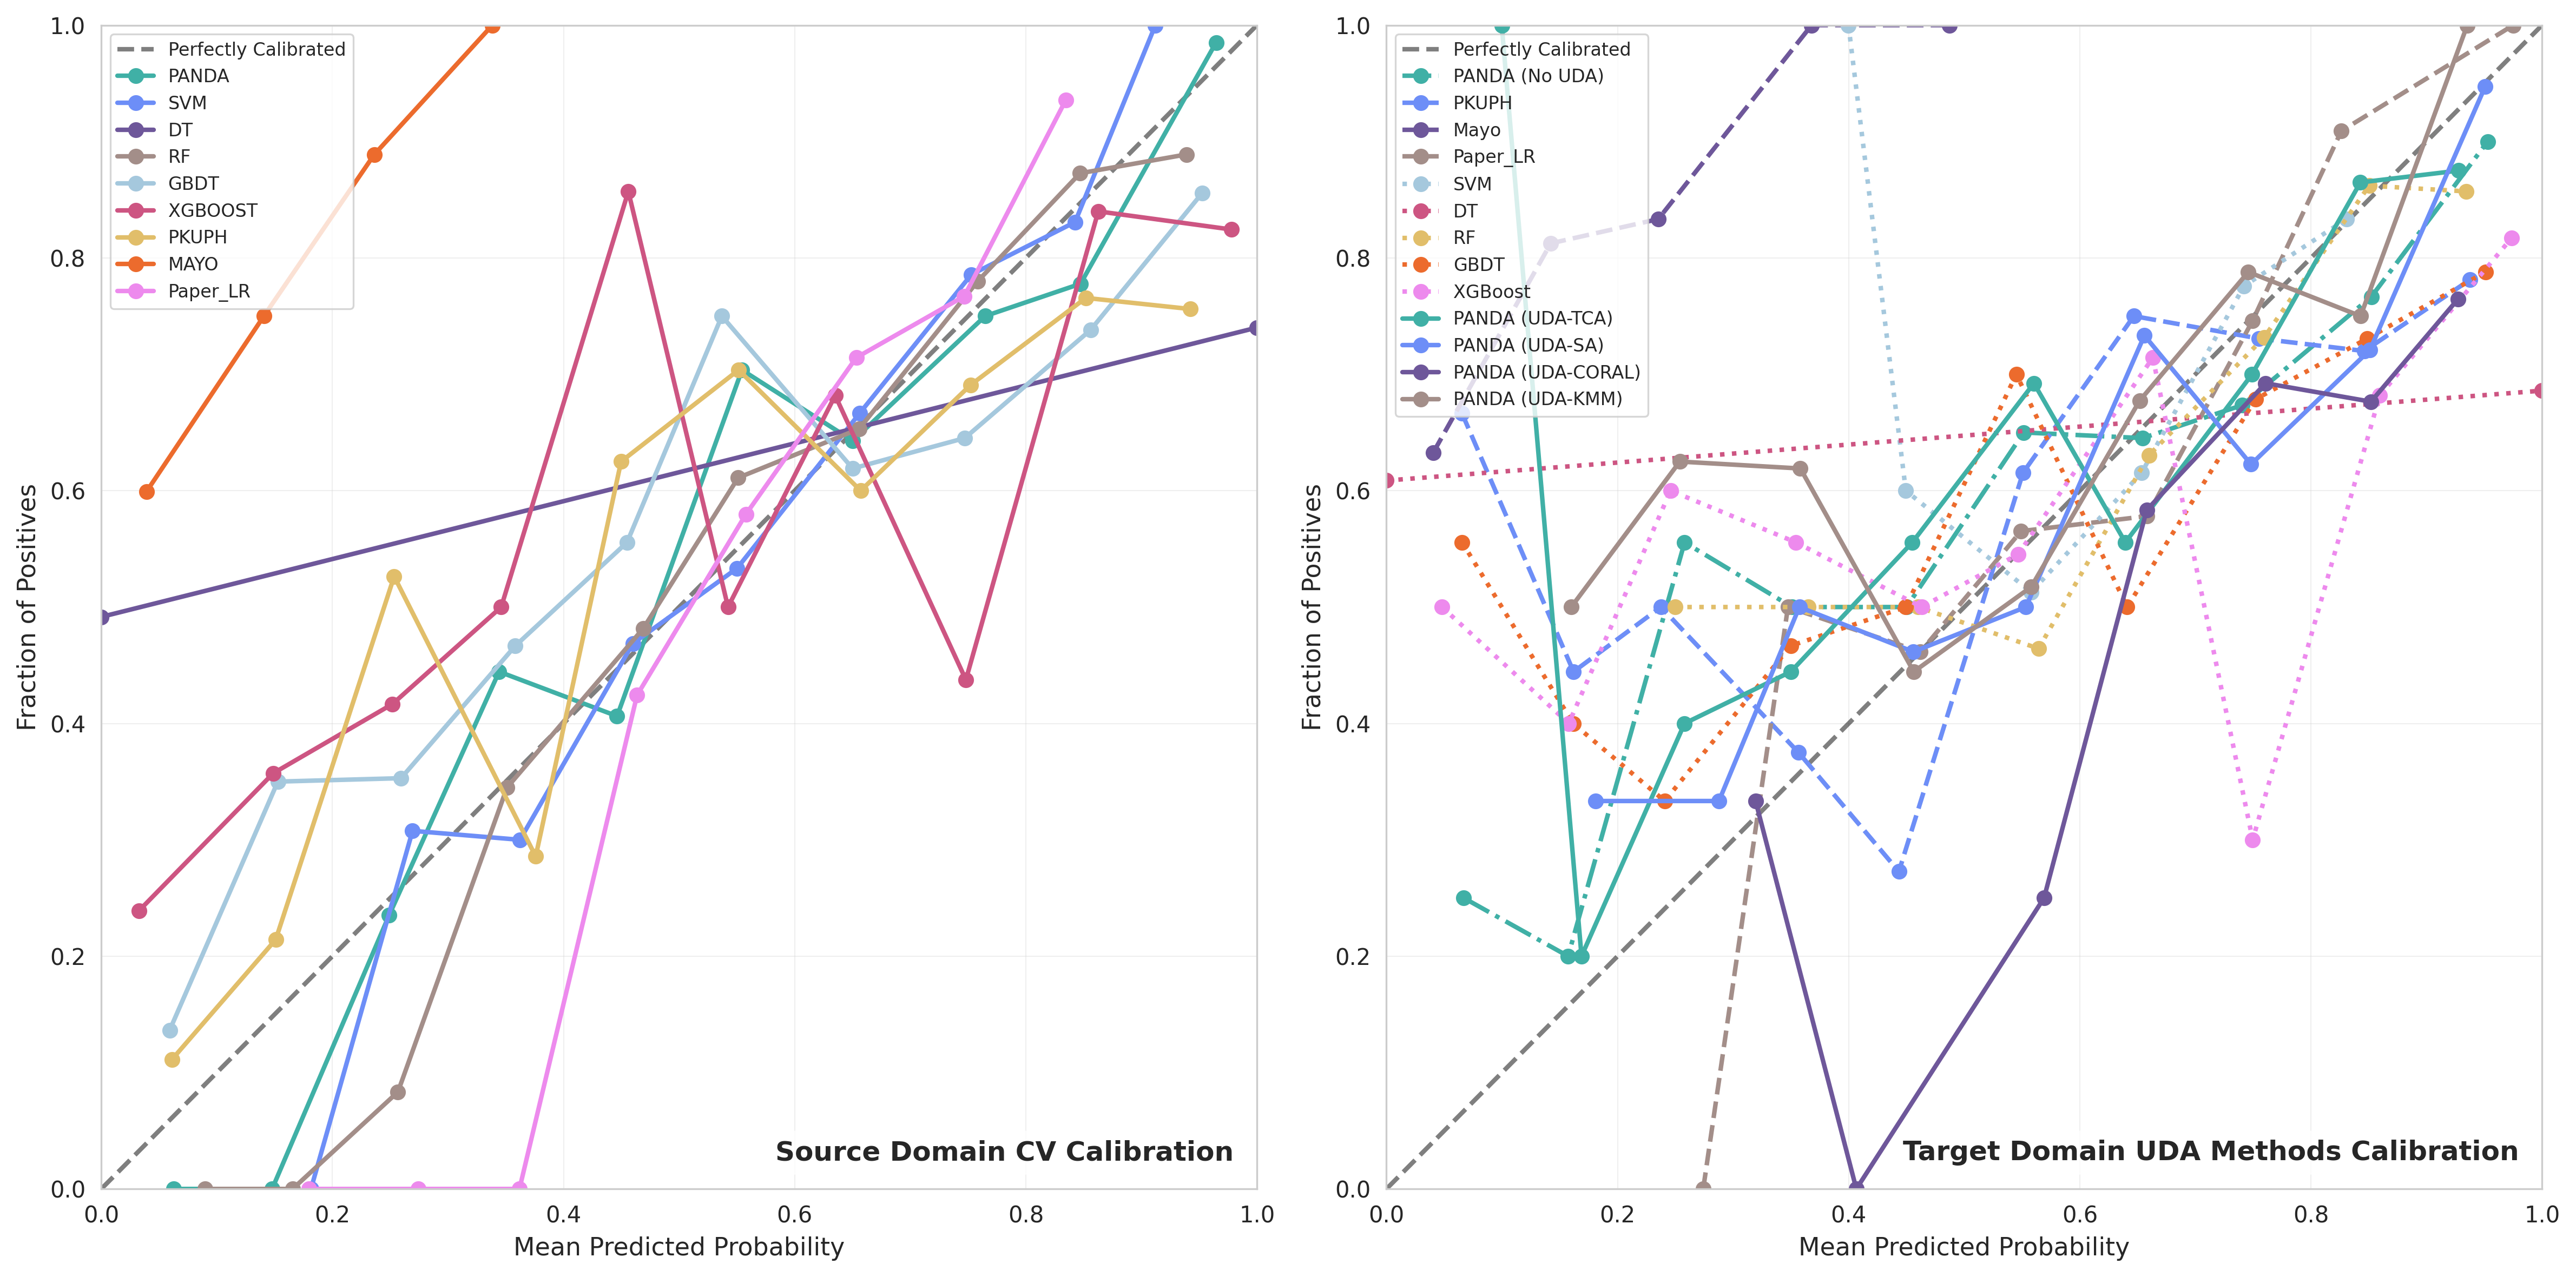 1.0
0.8
0.6
0.4
0.2
0.0
Fraction of Positives
Perfectly Calibrated
PANDA
SVM
DT
RF
GBDT
XGBOOST
PKUPH
MAYO
Paper_LR
Source Domain CV Calibration
0.0 0.2 0.4 0.6 0.8 1.0
Mean Predicted Probability
1.0
0.8
0.6
0.4
0.2
0.0
Fraction of Positives
Perfectly Calibrated
PANDA (No UDA)
PKUPH
Mayo
Paper_LR
SVM
DT
RF
GBDT
XGBoost
PANDA (UDA-TCA)
PANDA (UDA-SA)
PANDA (UDA-CORAL)
PANDA (UDA-KMM)
Target Domain UDA Methods Calibration
0.0 0.2 0.4 0.6 0.8 1.0
Mean Predicted Probability